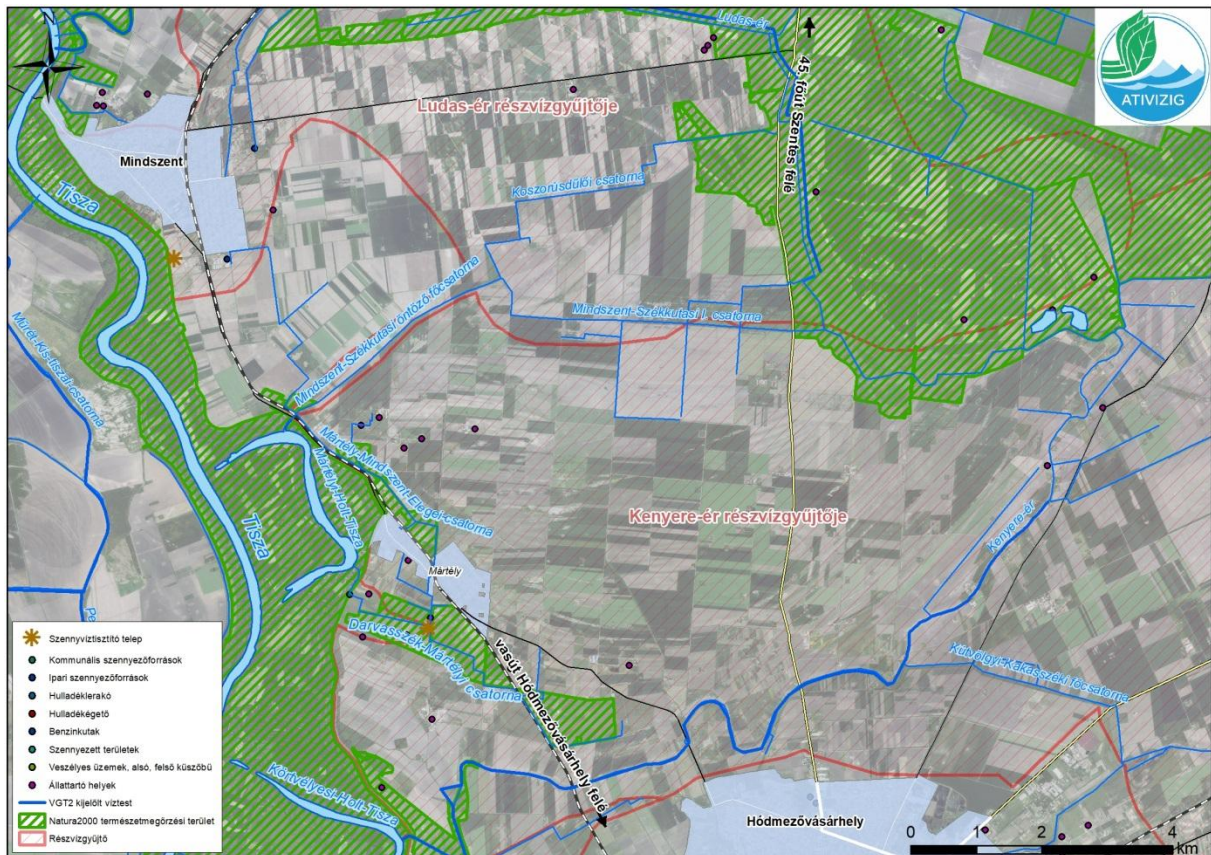 N
Ludas-ér
ATIVIZIG
45. főút Szentes felé
Ludas-ér részvízgyűjtője
Mindszent
Tisza
Koszorúsdűlői csatorna
Mindszent-Székkutasi öntöző-főcsatorna
Mindszent-Székkutasi I. csatorna
Mártély-Mindszent-Elugci-csatorna
Mártélyi-Holt-Tisza
Tisza
Kenyere-ér részvízgyűjtője
Kenyere-ér
Mártély
Darvasszék-Mártélyi csatorna
vasút Hódmezővásárhely felé
Kútvölgyi-Kakasszéki főcsatorna
Körtvélyesi-Holt-Tisza
Hódmezővásárhely
Szennyvíztisztító telep
Kommunális szennyezőforrások
Ipari szennyezőforrások
Hulladéklerakó
Hulladékégető
Benzinkutak
Szennyezett területek
Veszélyes üzemek, alsó, felső küszöbű
Állattartó helyek
VGT2 kijelölt víztest
Natura2000 természetmegőrzési terület
Részvízgyűjtő
0 1 2 4
km